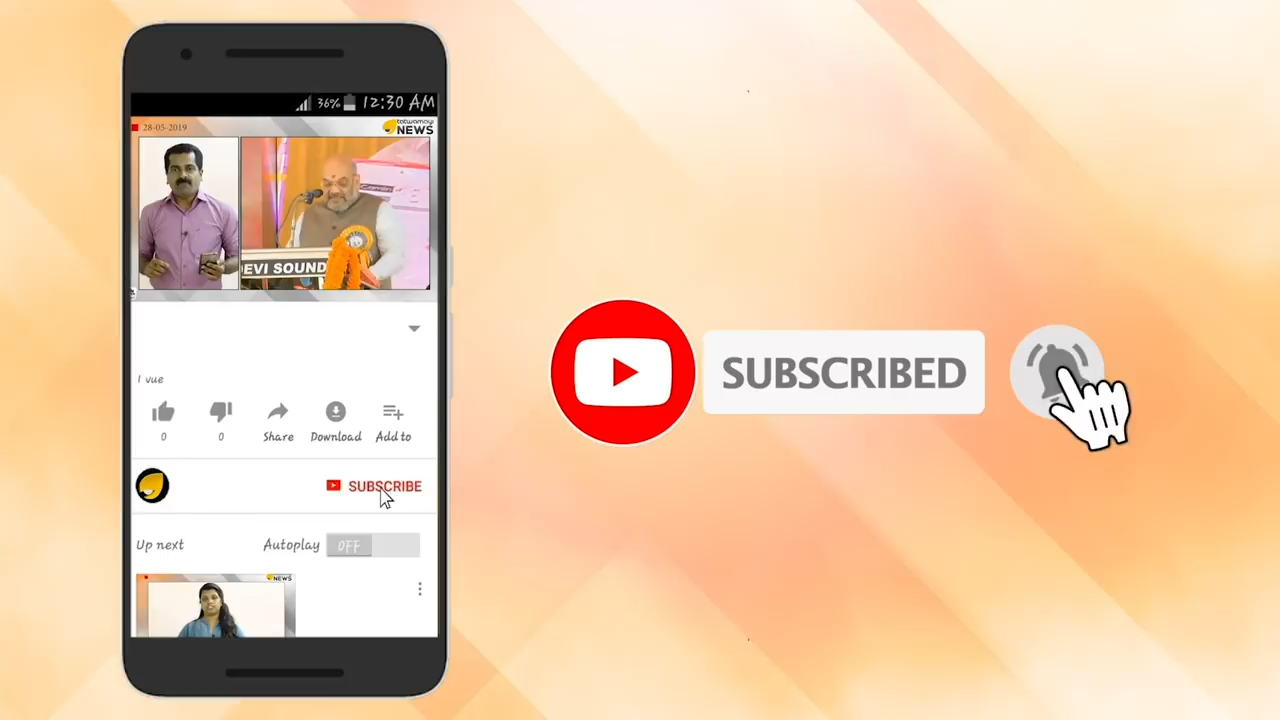 36% 12:30 AM
28-05-2019
tatwamayi
NEWS
DEVI SOUND
1 vue
0 0 Share Download Add to
SUBSCRIBE
Up next Autoplay OFF
NEWS
SUBSCRIBED